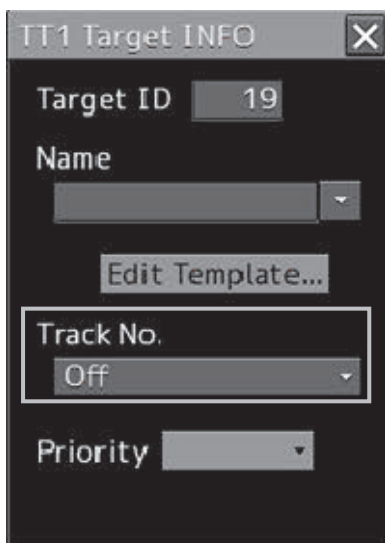 TT1 Target INFO
Target ID 19
Name
Edit Template...
Track No.
Off
Priority